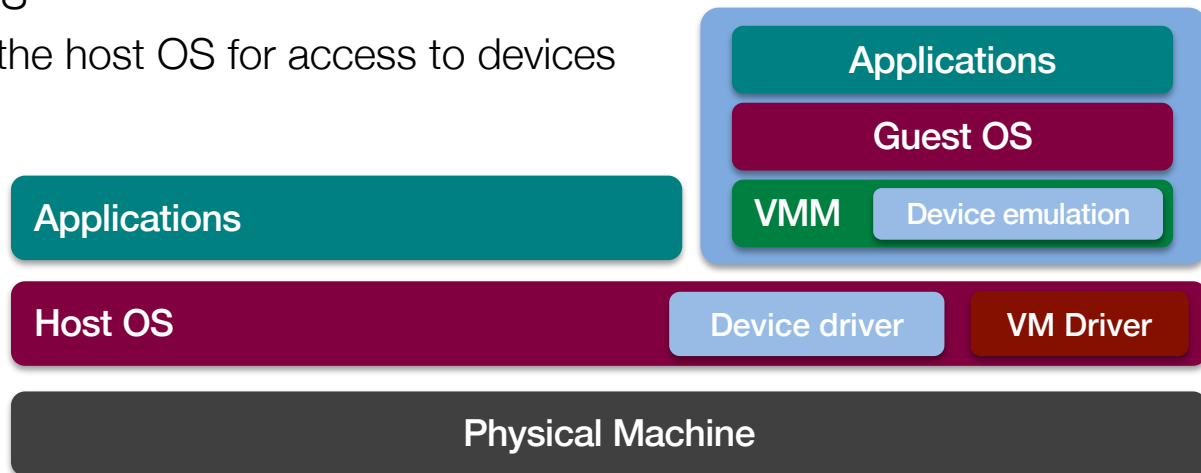 the host OS for access to devices
Applications
Guest OS
VMM
Device emulation
Applications
Host OS
Device driver
VM Driver
Physical Machine